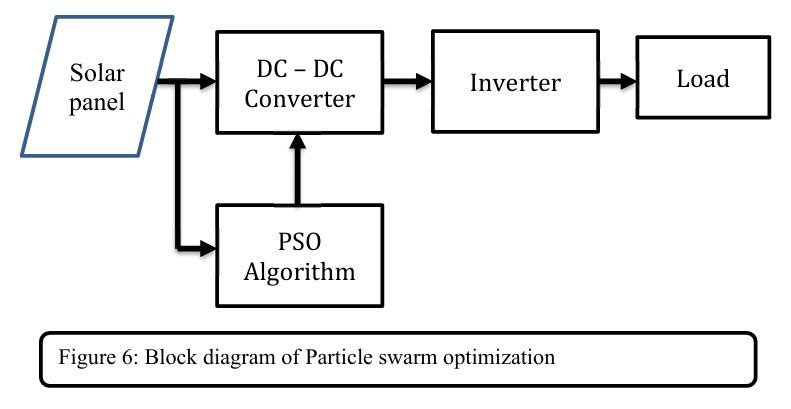 Solar
panel
DC – DC
Converter
Inverter
Load
PSO
Algorithm
Figure 6: Block diagram of Particle swarm optimization